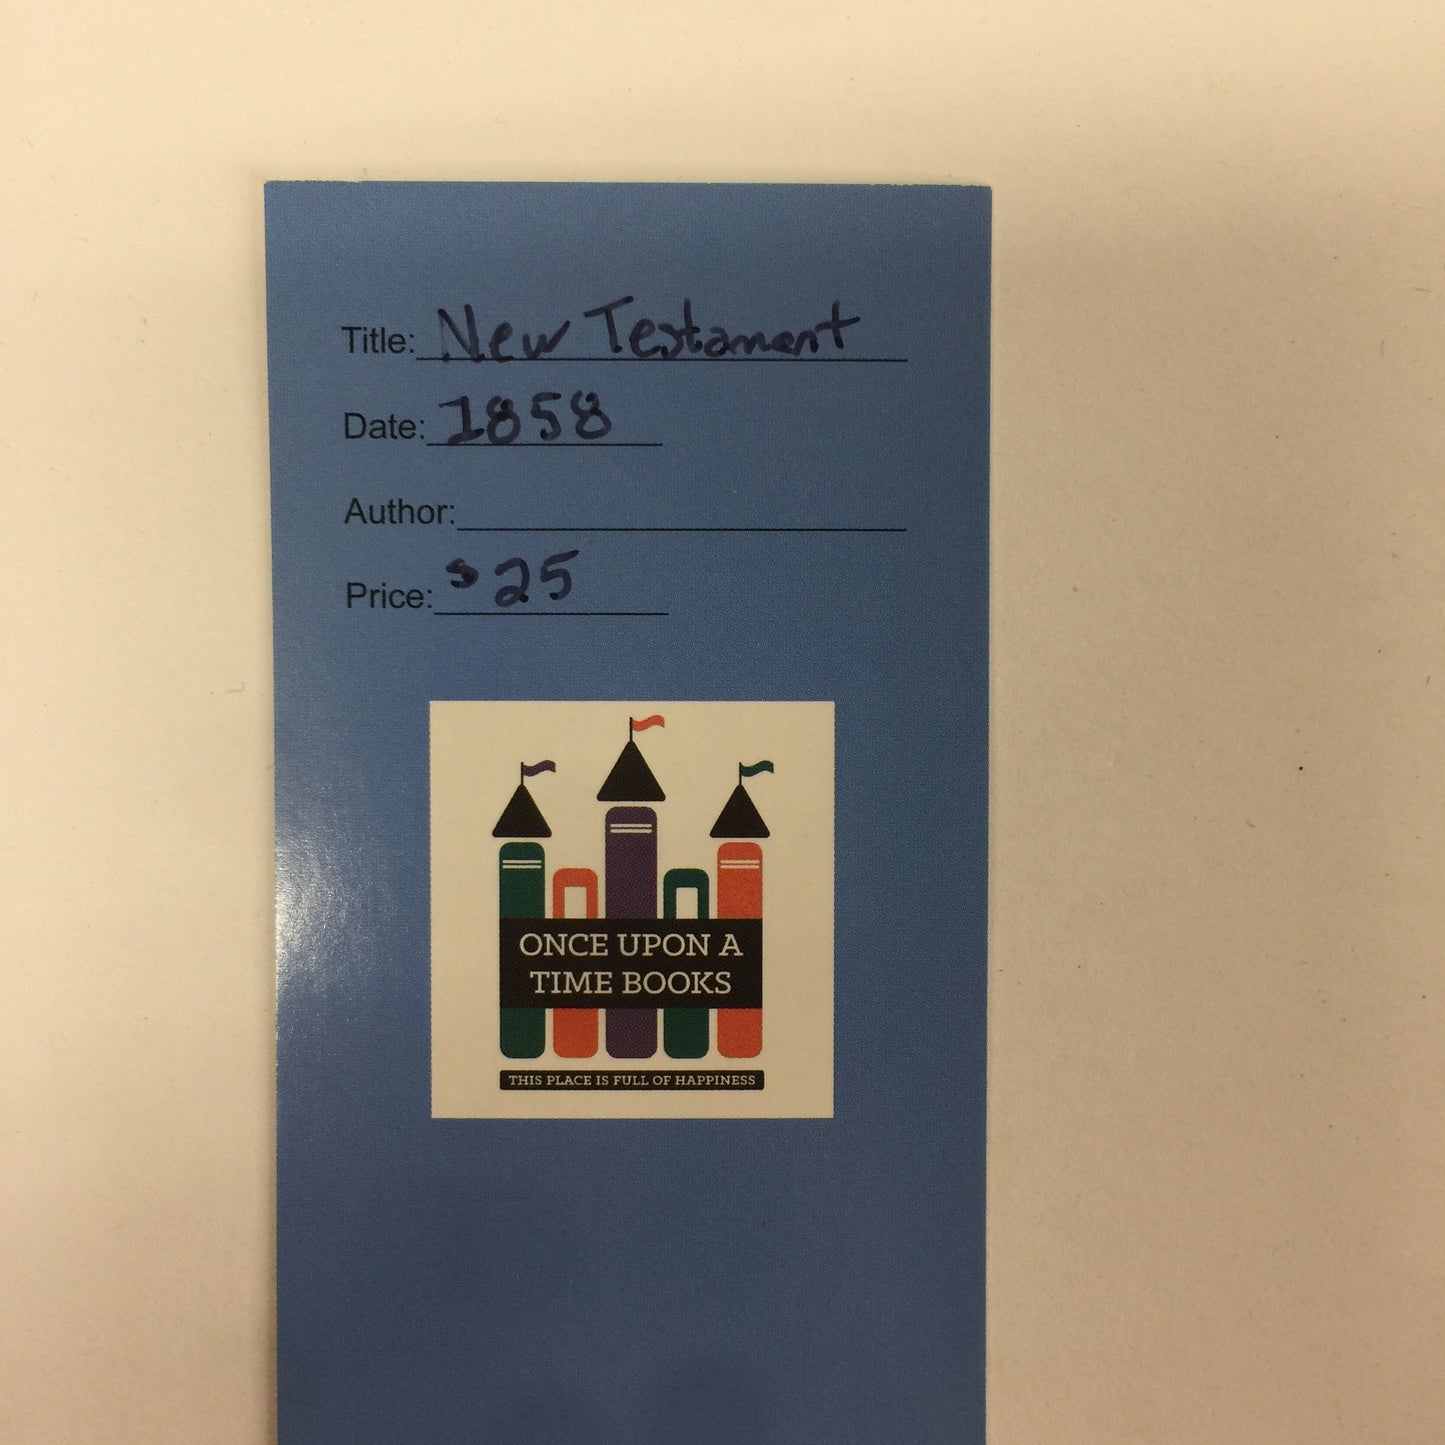 Title: New Testament
Date: 1858
Author:
Price: $25
ONCE UPON A
TIME BOOKS
THIS PLACE IS FULL OF HAPPINESS